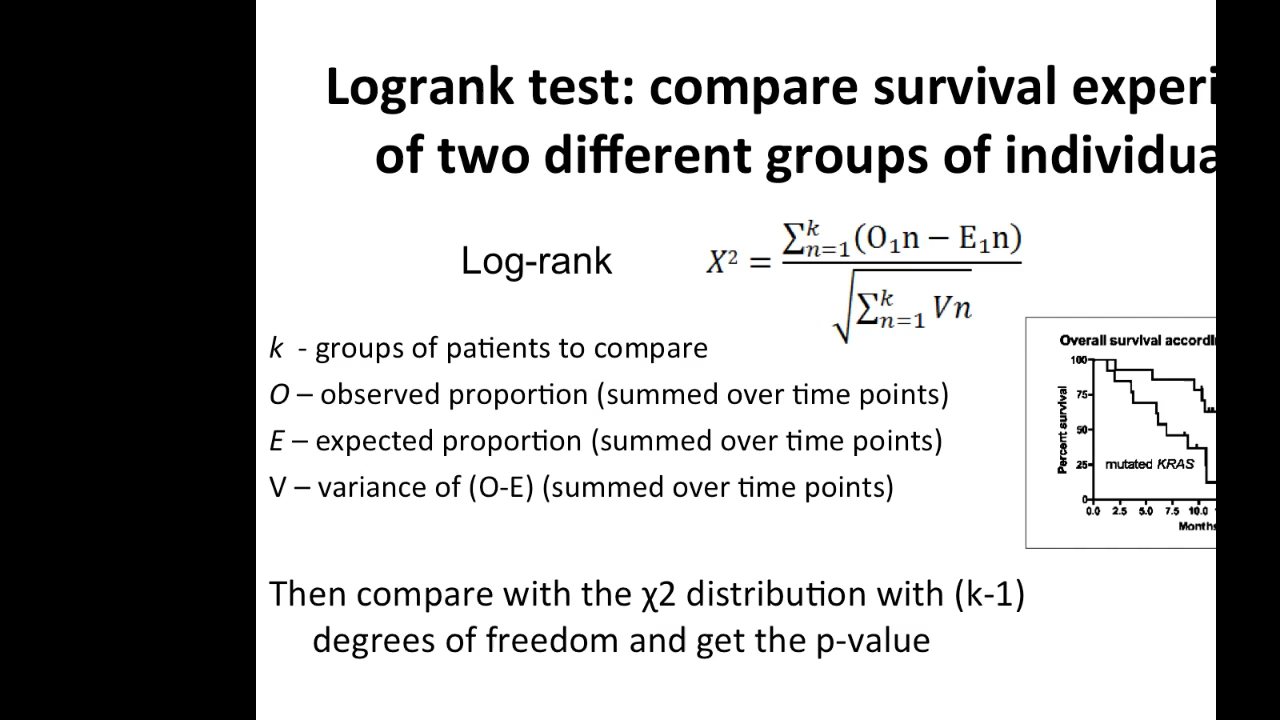 Logrank test: compare survival experi
of two different groups of individua
Log-rank X² = ∑ᵏₙ₌₁(O₁n − E₁n) / √∑ᵏₙ₌₁ Vn
k - groups of patients to compare
O – observed proportion (summed over time points)
E – expected proportion (summed over time points)
V – variance of (O-E) (summed over time points)
Overall survival accordi
Percent survival
100
75
50
25
0
mutated KRAS
0.0 2.5 5.0 7.5 10.0
Months
Then compare with the χ2 distribution with (k-1)
degrees of freedom and get the p-value